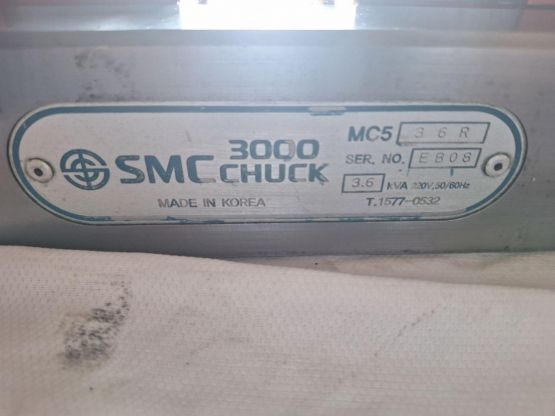 SMC 3000 CHUCK
MADE IN KOREA
MC5 36R
SER. NO. EB08
3.6 KVA 220V,50/60Hz
T.1577-0532